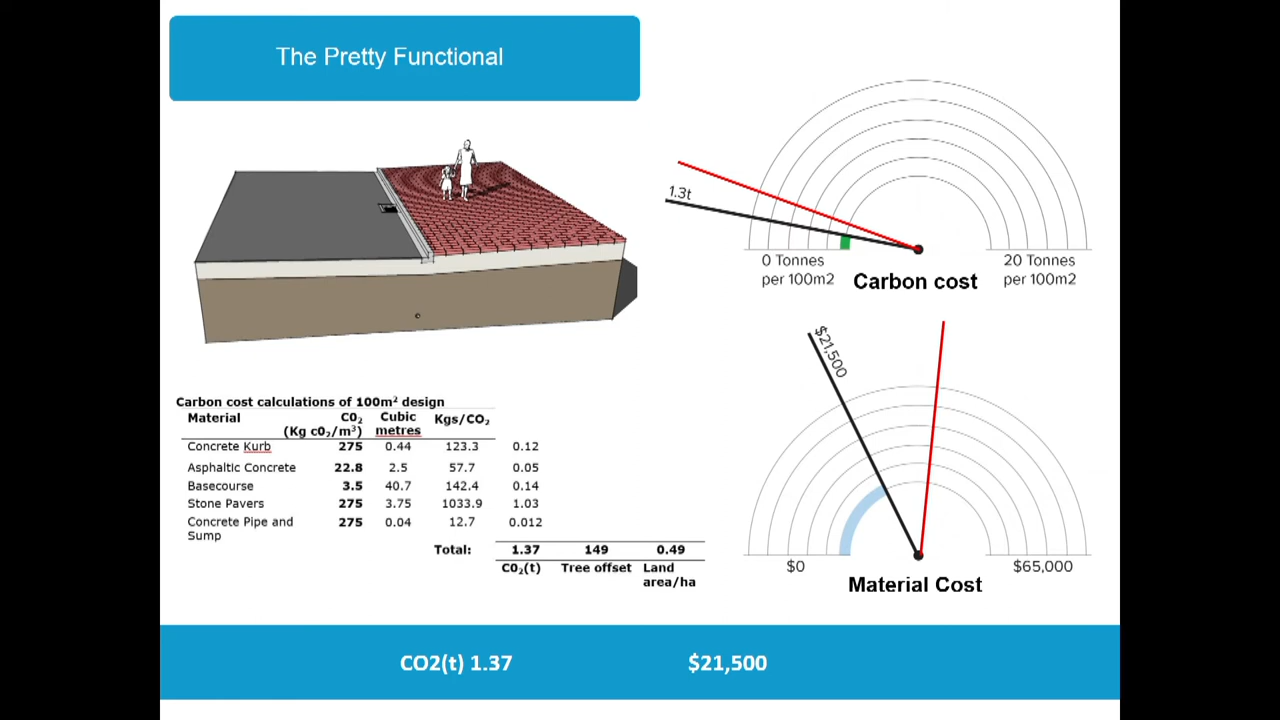 The Pretty Functional
1.3t
0 Tonnes
per 100m2
Carbon cost
20 Tonnes
per 100m2
$21,500
$0
$65,000
Material Cost
Carbon cost calculations of 100m² design
Material C0₂ (Kg c0₂/m³) Cubic metres Kgs/CO₂
Concrete Kurb 275 0.44 123.3 0.12
Asphaltic Concrete 22.8 2.5 57.7 0.05
Basecourse 3.5 40.7 142.4 0.14
Stone Pavers 275 3.75 1033.9 1.03
Concrete Pipe and Sump 275 0.04 12.7 0.012
Total: 1.37 149 0.49
C0₂(t) Tree offset Land area/ha
CO2(t) 1.37 $21,500